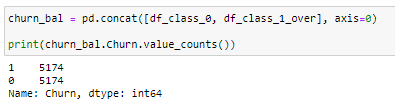 churn_bal = pd.concat([df_class_0, df_class_1_over], axis=0)
print(churn_bal.Churn.value_counts())
1    5174
0    5174
Name: Churn, dtype: int64